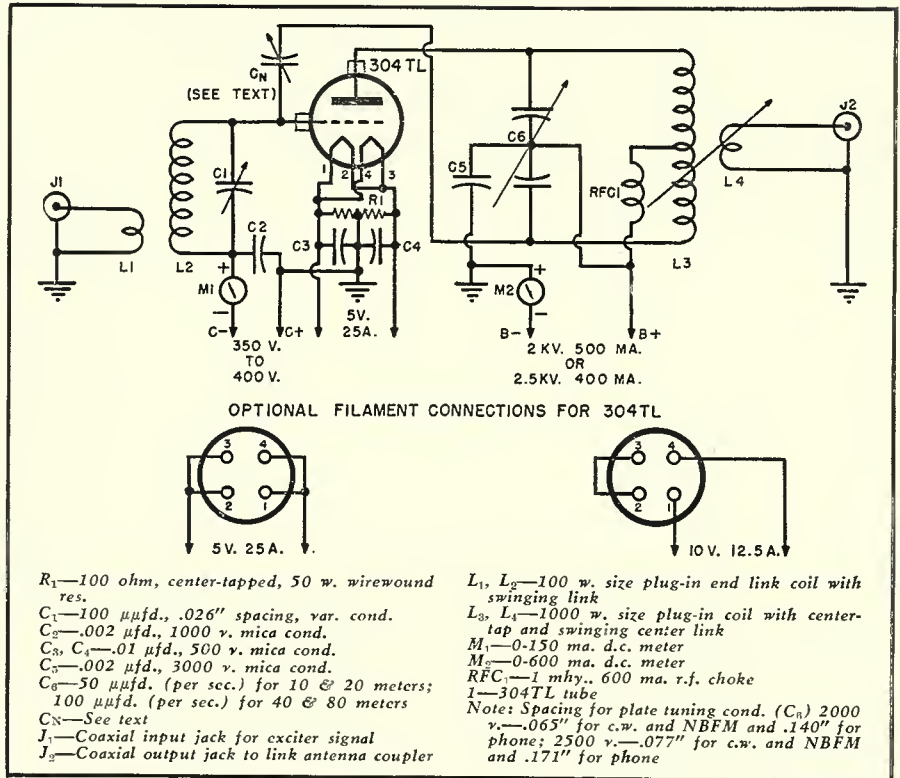 CN
(SEE TEXT)
304 TL
J1
L1
L2
C1
C2
M1
+
−
C-
C+
350 V.
TO
400 V.
1
2
4
3
R1
C3
C4
5V.
25A.
C5
C6
RFC1
L3
L4
J2
M2
+
−
B-
B+
2 KV. 500 MA.
OR
2.5KV. 400 MA.
OPTIONAL FILAMENT CONNECTIONS FOR 304TL
3
4
2
1
5V. 25A.
3
4
2
1
10 V. 12.5 A.
R₁—100 ohm, center-tapped, 50 w. wirewound
res.
C₁—100 μμfd., .026″ spacing, var. cond.
C₂—.002 μfd., 1000 v. mica cond.
C₃, C₄—.01 μfd., 500 v. mica cond.
C₅—.002 μfd., 3000 v. mica cond.
C₆—50 μμfd. (per sec.) for 10 & 20 meters;
100 μμfd. (per sec.) for 40 & 80 meters
CN—See text
J₁—Coaxial input jack for exciter signal
J₂—Coaxial output jack to link antenna coupler
L₁, L₂—100 w. size plug-in end link coil with
swinging link
L₃, L₄—1000 w. size plug-in coil with center-
tap and swinging center link
M₁—0-150 ma. d.c. meter
M₂—0-600 ma. d.c. meter
RFC₁—1 mhy.. 600 ma. r.f. choke
1—304TL tube
Note: Spacing for plate tuning cond. (C₆) 2000
v.—.065″ for c.w. and NBFM and .140″ for
phone; 2500 v.—.077″ for c.w. and NBFM
and .171″ for phone